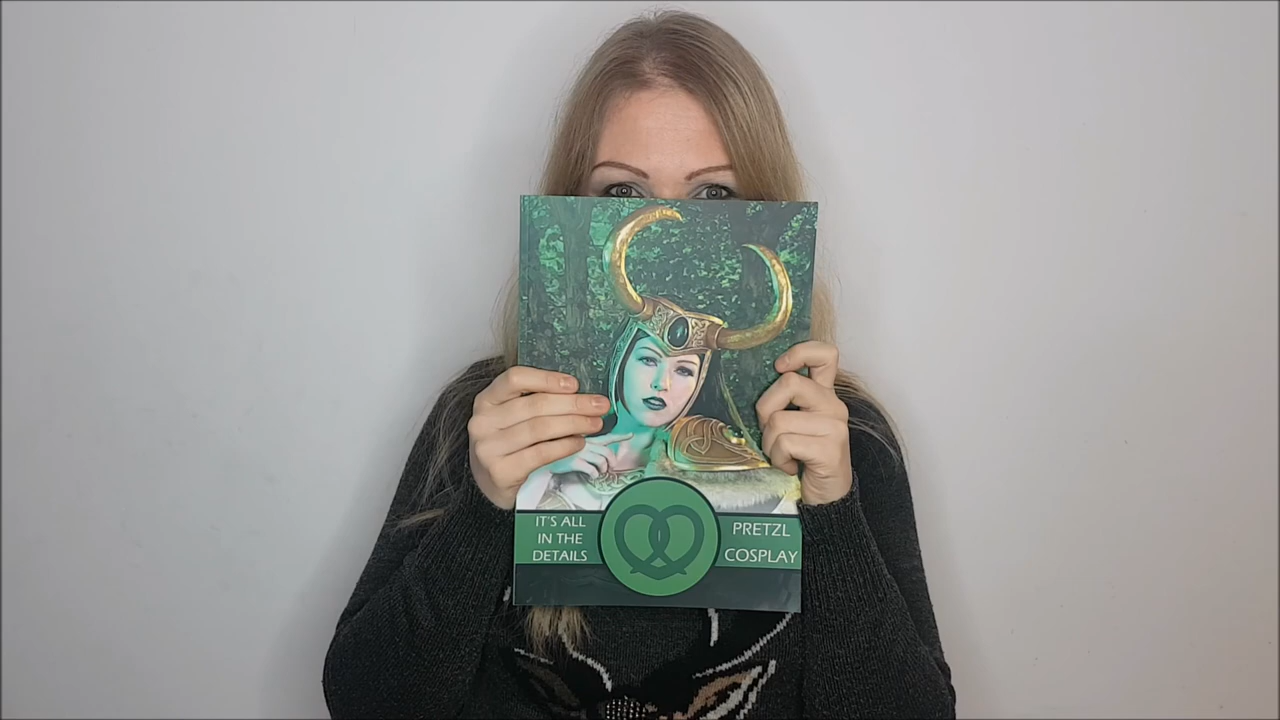 IT'S ALL
IN THE
DETAILS
PRETZL
COSPLAY